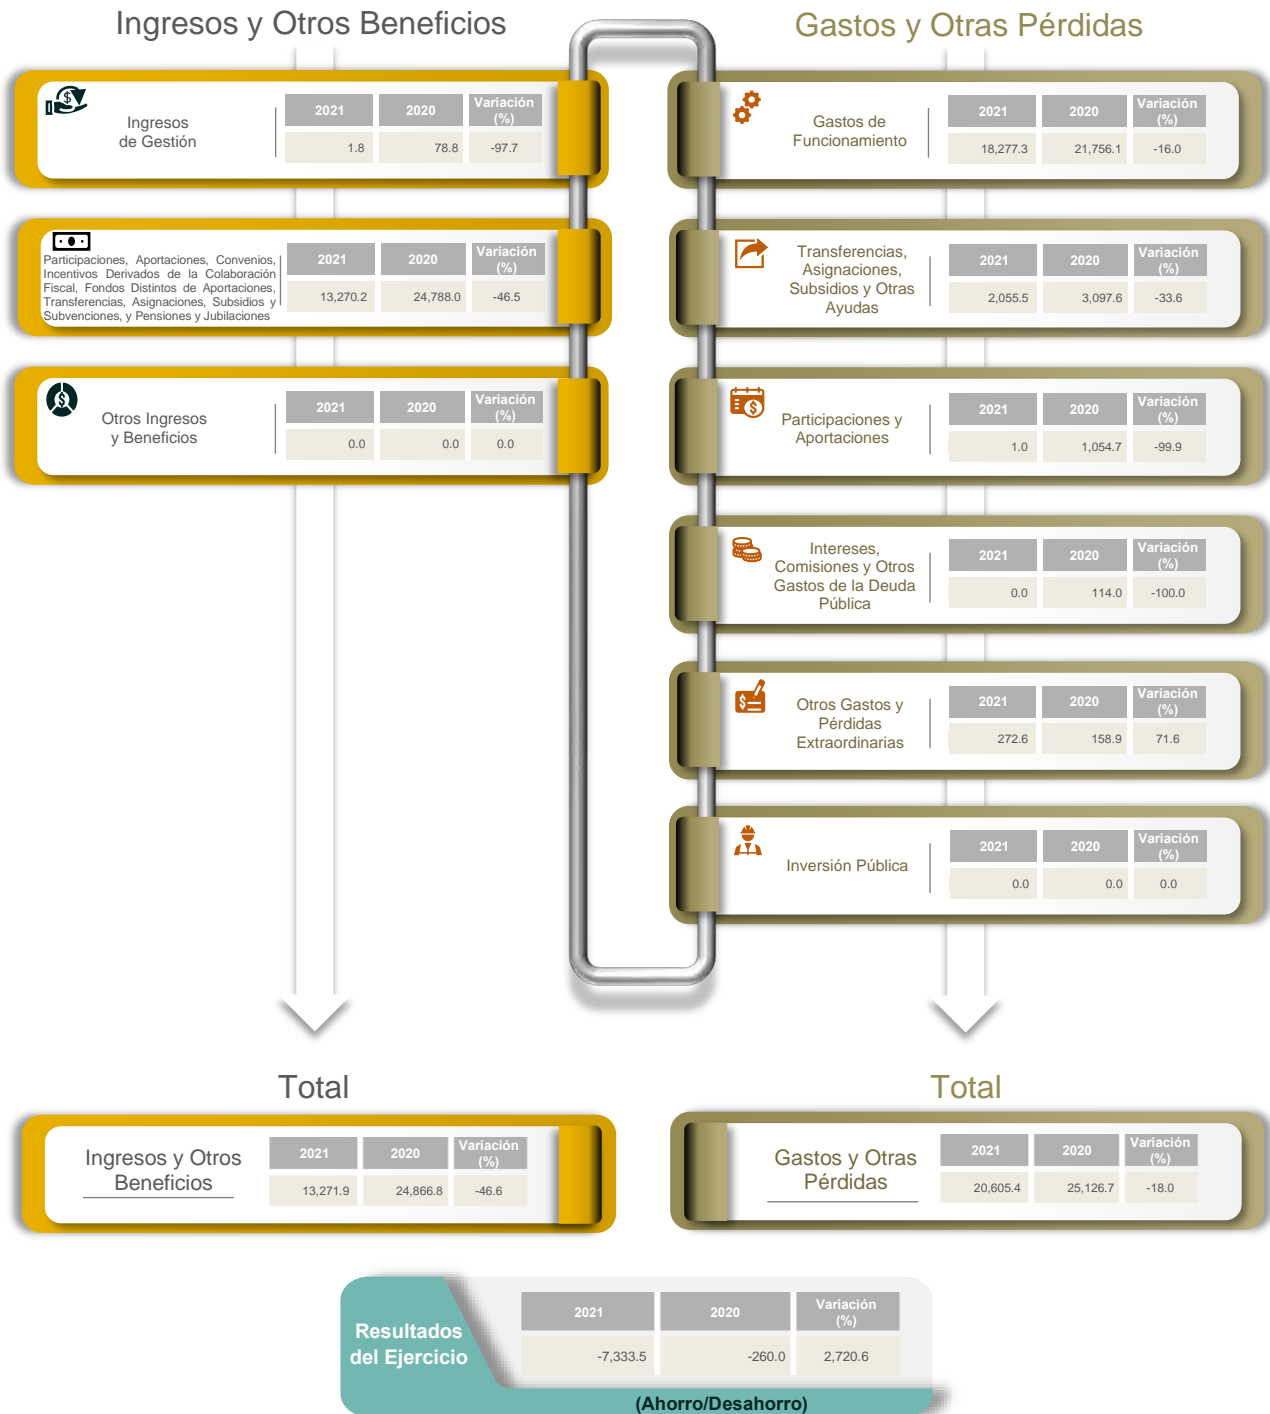 Ingresos y Otros Beneficios
Ingresos
de Gestión
2021 2020 Variación
(%)
1.8 78.8 -97.7
Participaciones, Aportaciones, Convenios,
Incentivos Derivados de la Colaboración
Fiscal, Fondos Distintos de Aportaciones,
Transferencias, Asignaciones, Subsidios y
Subvenciones, y Pensiones y Jubilaciones
2021 2020 Variación
(%)
13,270.2 24,788.0 -46.5
Otros Ingresos
y Beneficios
2021 2020 Variación
(%)
0.0 0.0 0.0
Gastos y Otras Pérdidas
Gastos de
Funcionamiento
2021 2020 Variación
(%)
18,277.3 21,756.1 -16.0
Transferencias,
Asignaciones,
Subsidios y Otras
Ayudas
2021 2020 Variación
(%)
2,055.5 3,097.6 -33.6
Participaciones y
Aportaciones
2021 2020 Variación
(%)
1.0 1,054.7 -99.9
Intereses,
Comisiones y Otros
Gastos de la Deuda
Pública
2021 2020 Variación
(%)
0.0 114.0 -100.0
Otros Gastos y
Pérdidas
Extraordinarias
2021 2020 Variación
(%)
272.6 158.9 71.6
Inversión Pública
2021 2020 Variación
(%)
0.0 0.0 0.0
Total
Ingresos y Otros
Beneficios
2021 2020 Variación
(%)
13,271.9 24,866.8 -46.6
Total
Gastos y Otras
Pérdidas
2021 2020 Variación
(%)
20,605.4 25,126.7 -18.0
Resultados
del Ejercicio
2021 2020 Variación
(%)
-7,333.5 -260.0 2,720.6
(Ahorro/Desahorro)